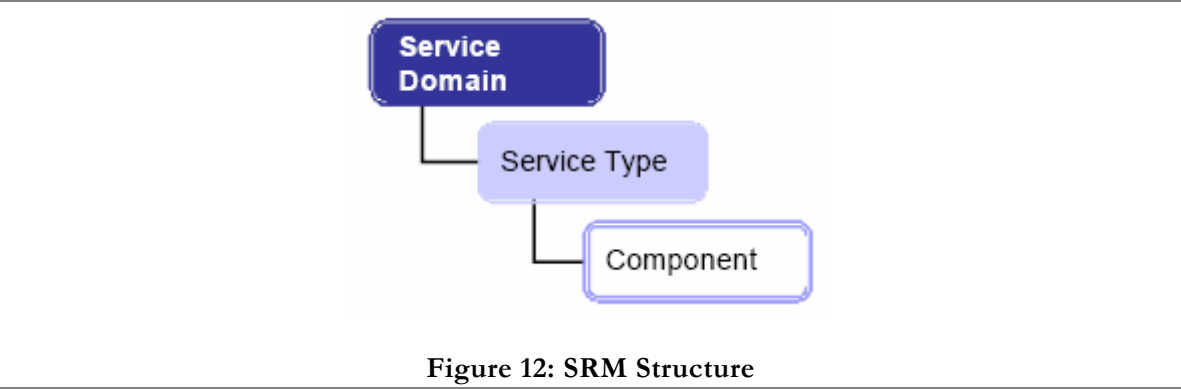 Service
Domain
Service Type
Component
Figure 12: SRM Structure